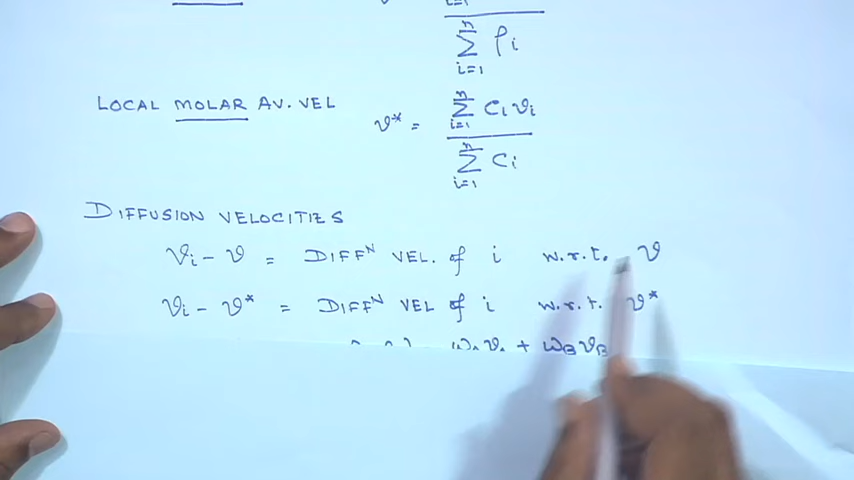 i=1
n
Σ ρi
i=1
LOCAL MOLAR AV. VEL v* =
n
Σ Ci vi
i=1
n
Σ Ci
i=1
DIFFUSION VELOCITIES
vi - v = DIFFN VEL. of i w.r.t. v
vi - v* = DIFFN VEL of i w.r.t. v*
+ ωB vB